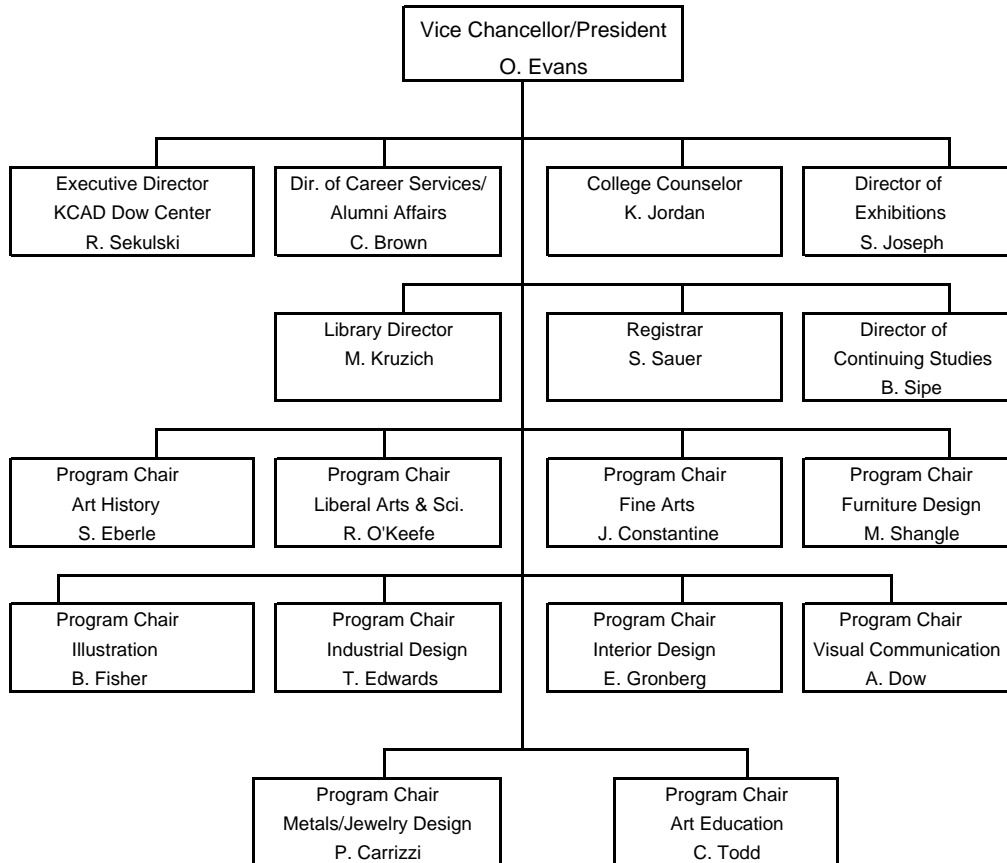 Vice Chancellor/President
O. Evans
Executive Director
KCAD Dow Center
R. Sekulski
Dir. of Career Services/
Alumni Affairs
C. Brown
College Counselor
K. Jordan
Director of
Exhibitions
S. Joseph
Library Director
M. Kruzich
Registrar
S. Sauer
Director of
Continuing Studies
B. Sipe
Program Chair
Art History
S. Eberle
Program Chair
Liberal Arts & Sci.
R. O'Keefe
Program Chair
Fine Arts
J. Constantine
Program Chair
Furniture Design
M. Shangle
Program Chair
Illustration
B. Fisher
Program Chair
Industrial Design
T. Edwards
Program Chair
Interior Design
E. Gronberg
Program Chair
Visual Communication
A. Dow
Program Chair
Metals/Jewelry Design
P. Carrizzi
Program Chair
Art Education
C. Todd